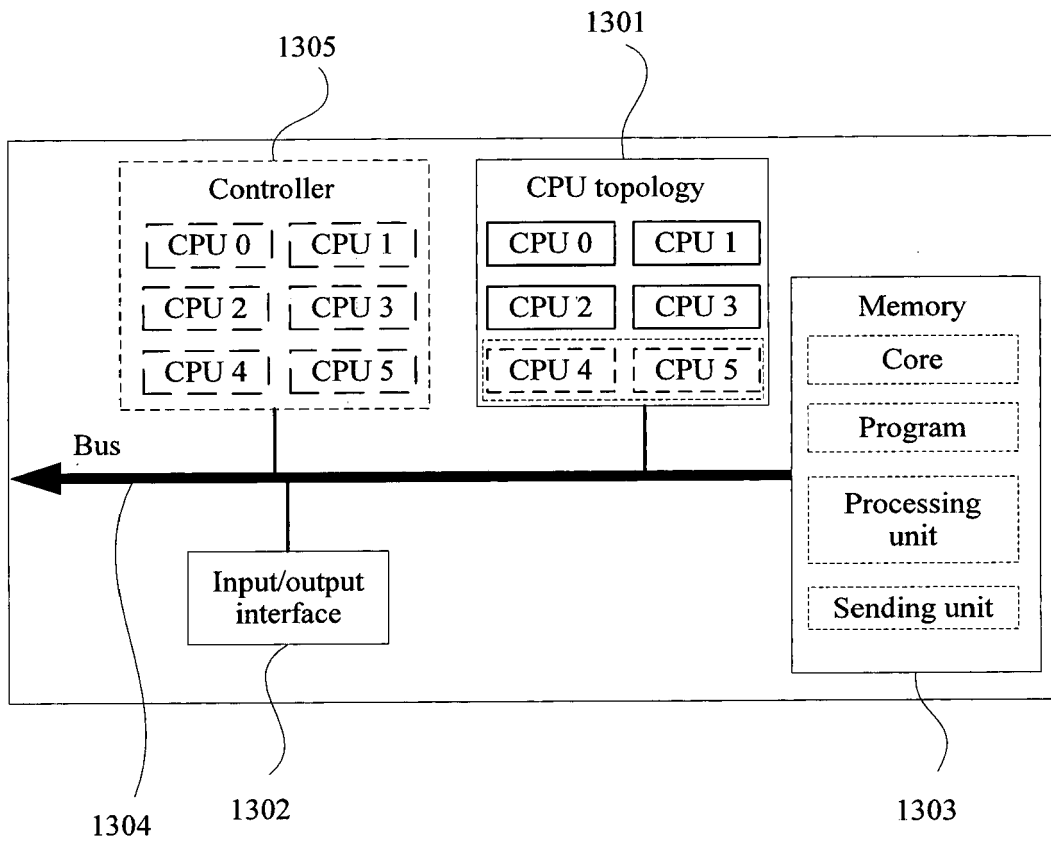 1305
1301
Controller
CPU 0
CPU 1
CPU 2
CPU 3
CPU 4
CPU 5
CPU topology
CPU 0
CPU 1
CPU 2
CPU 3
CPU 4
CPU 5
Memory
Core
Program
Processing
unit
Sending unit
Bus
Input/output
interface
1304
1302
1303